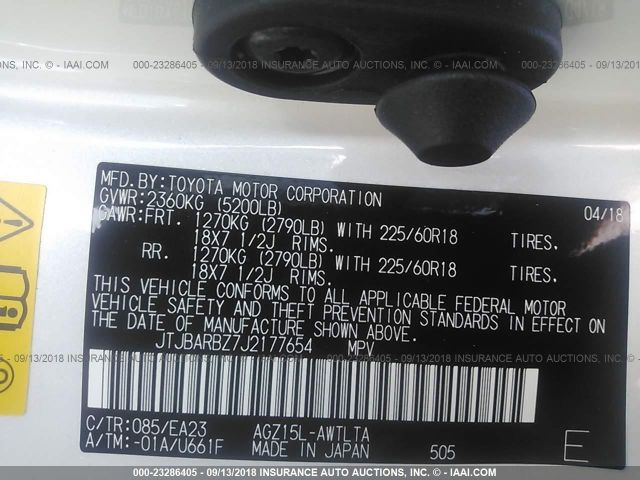 000-23286405 - 09/13/2018 INSURANCE AUTO AUCTIONS, INC. © - IAAI.COM
MFD.BY:TOYOTA MOTOR CORPORATION
GVWR:2360KG (5200LB) 04/18
GAWR:FRT. 1270KG (2790LB) WITH 225/60R18 TIRES.
18X7 1/2J RIMS.
RR. 1270KG (2790LB) WITH 225/60R18 TIRES.
18X7 1/2J RIMS.
THIS VEHICLE CONFORMS TO ALL APPLICABLE FEDERAL MOTOR
VEHICLE SAFETY AND THEFT PREVENTION STANDARDS IN EFFECT ON
THE DATE OF MANUFACTURE SHOWN ABOVE.
JTJBARBZ7J2177654 MPV
000-23286405 - 09/13/2018 INSURANCE AUTO AUCTIONS, INC. © - IAAI.COM
C/TR:085/EA23 AGZ15L-AWTLTA
A/TM:-01A/U661F MADE IN JAPAN 505 E
000-23286405 - 09/13/2018 INSURANCE AUTO AUCTIONS, INC. © - IAAI.COM